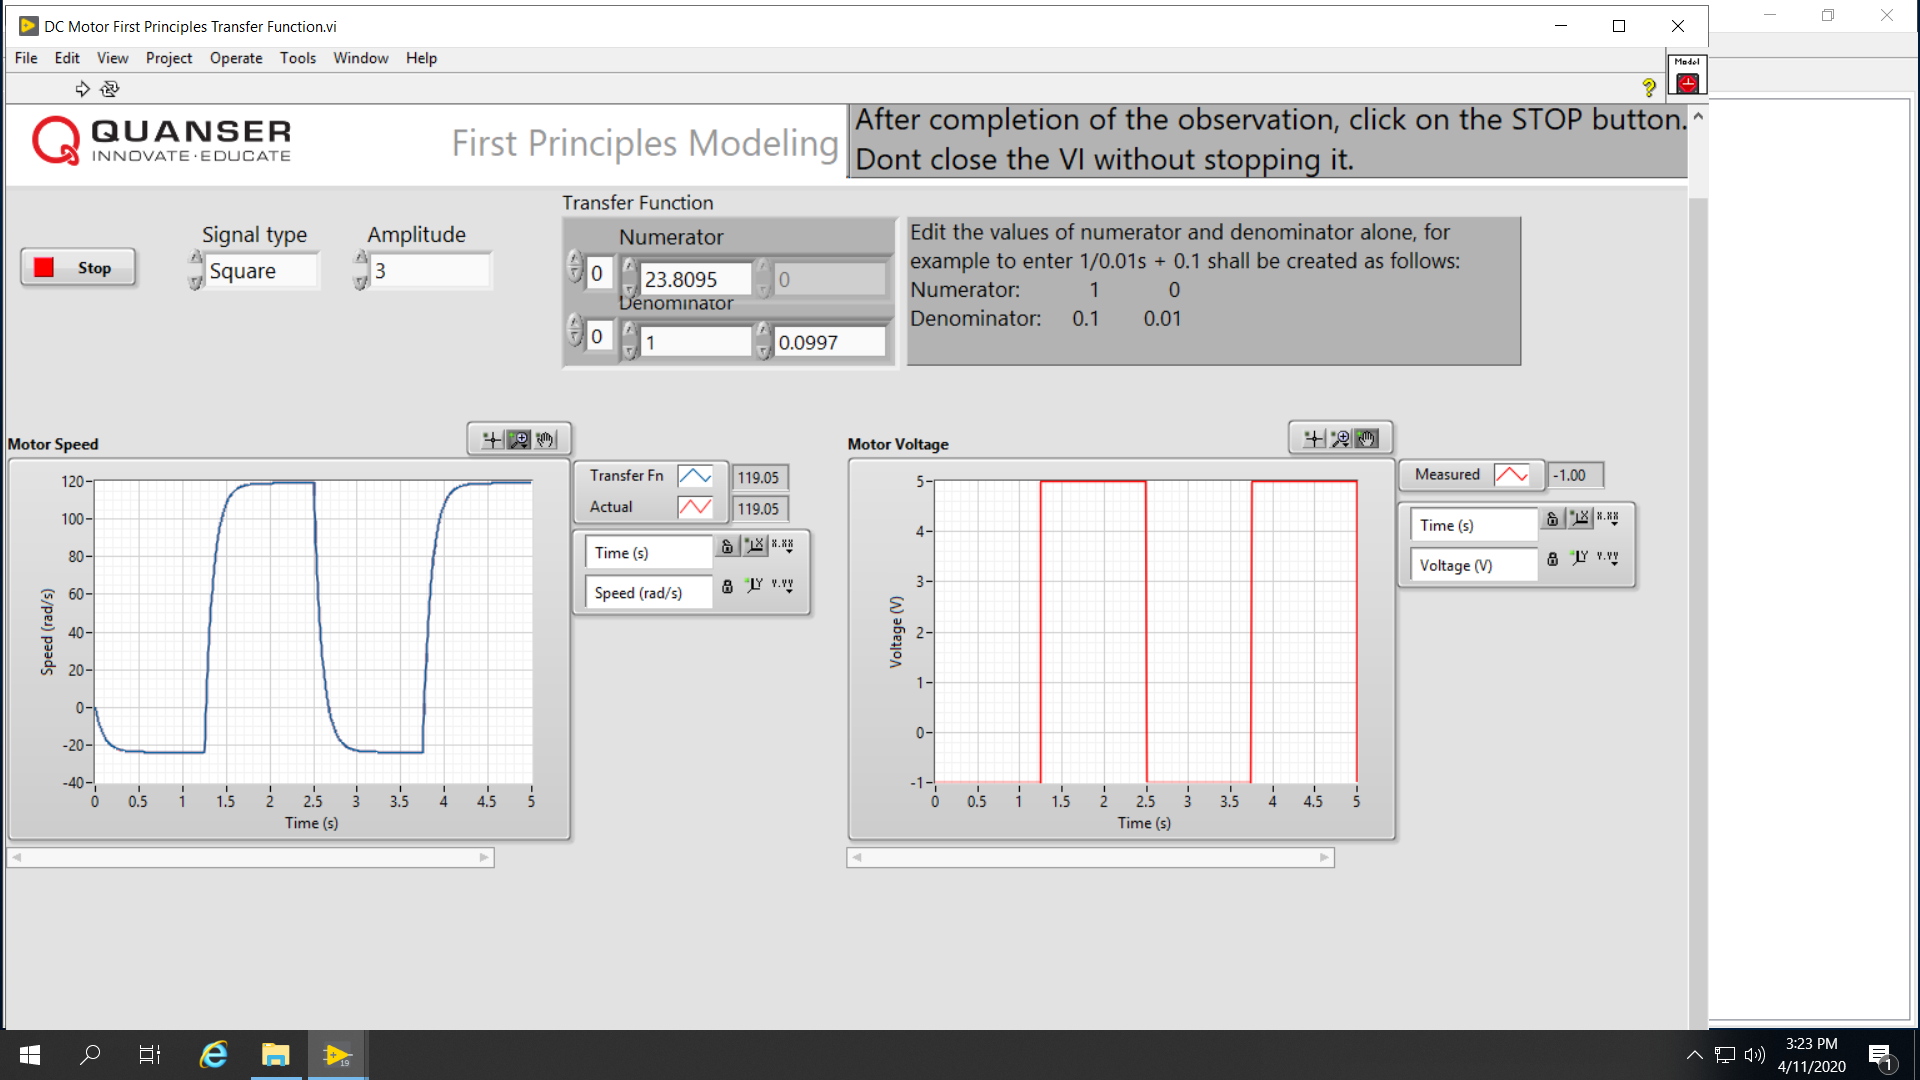 DC Motor First Principles Transfer Function.vi
File Edit View Project Operate Tools Window Help
Model
QUANSER
INNOVATE·EDUCATE
First Principles Modeling
After completion of the observation, click on the STOP button.
Dont close the VI without stopping it.
Stop
Signal type
Square
Amplitude
3
Transfer Function
Numerator
0 23.8095 0
Denominator
0 1 0.0997
Edit the values of numerator and denominator alone, for
example to enter 1/0.01s + 0.1 shall be created as follows:
Numerator: 1 0
Denominator: 0.1 0.01
Motor Speed
120
100
80
60
40
20
0
-20
-40
Speed (rad/s)
0 0.5 1 1.5 2 2.5 3 3.5 4 4.5 5
Time (s)
Transfer Fn 119.05
Actual 119.05
Time (s) X.XX
Speed (rad/s) Y.YY
Motor Voltage
5
4
3
2
1
0
-1
Voltage (V)
0 0.5 1 1.5 2 2.5 3 3.5 4 4.5 5
Time (s)
Measured -1.00
Time (s) X.XX
Voltage (V) Y.YY
19
3:23 PM
4/11/2020
1